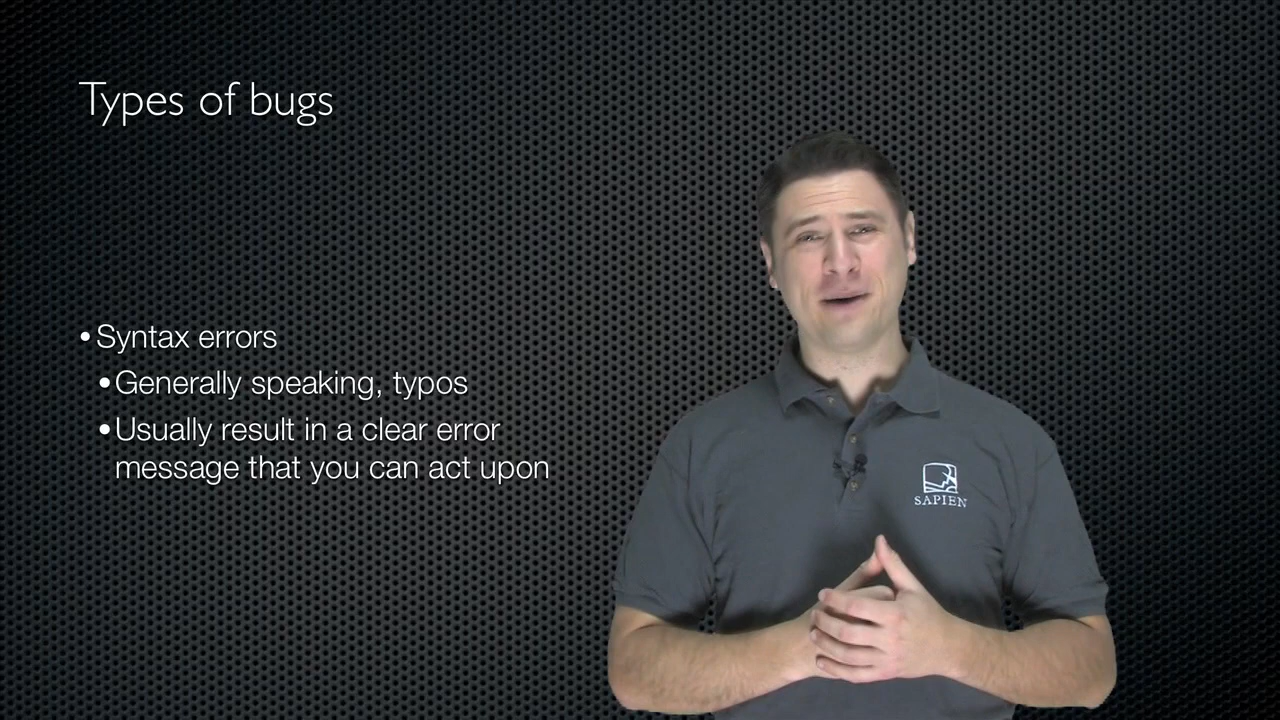 Types of bugs
• Syntax errors
• Generally speaking, typos
• Usually result in a clear error
message that you can act upon
SAPIEN